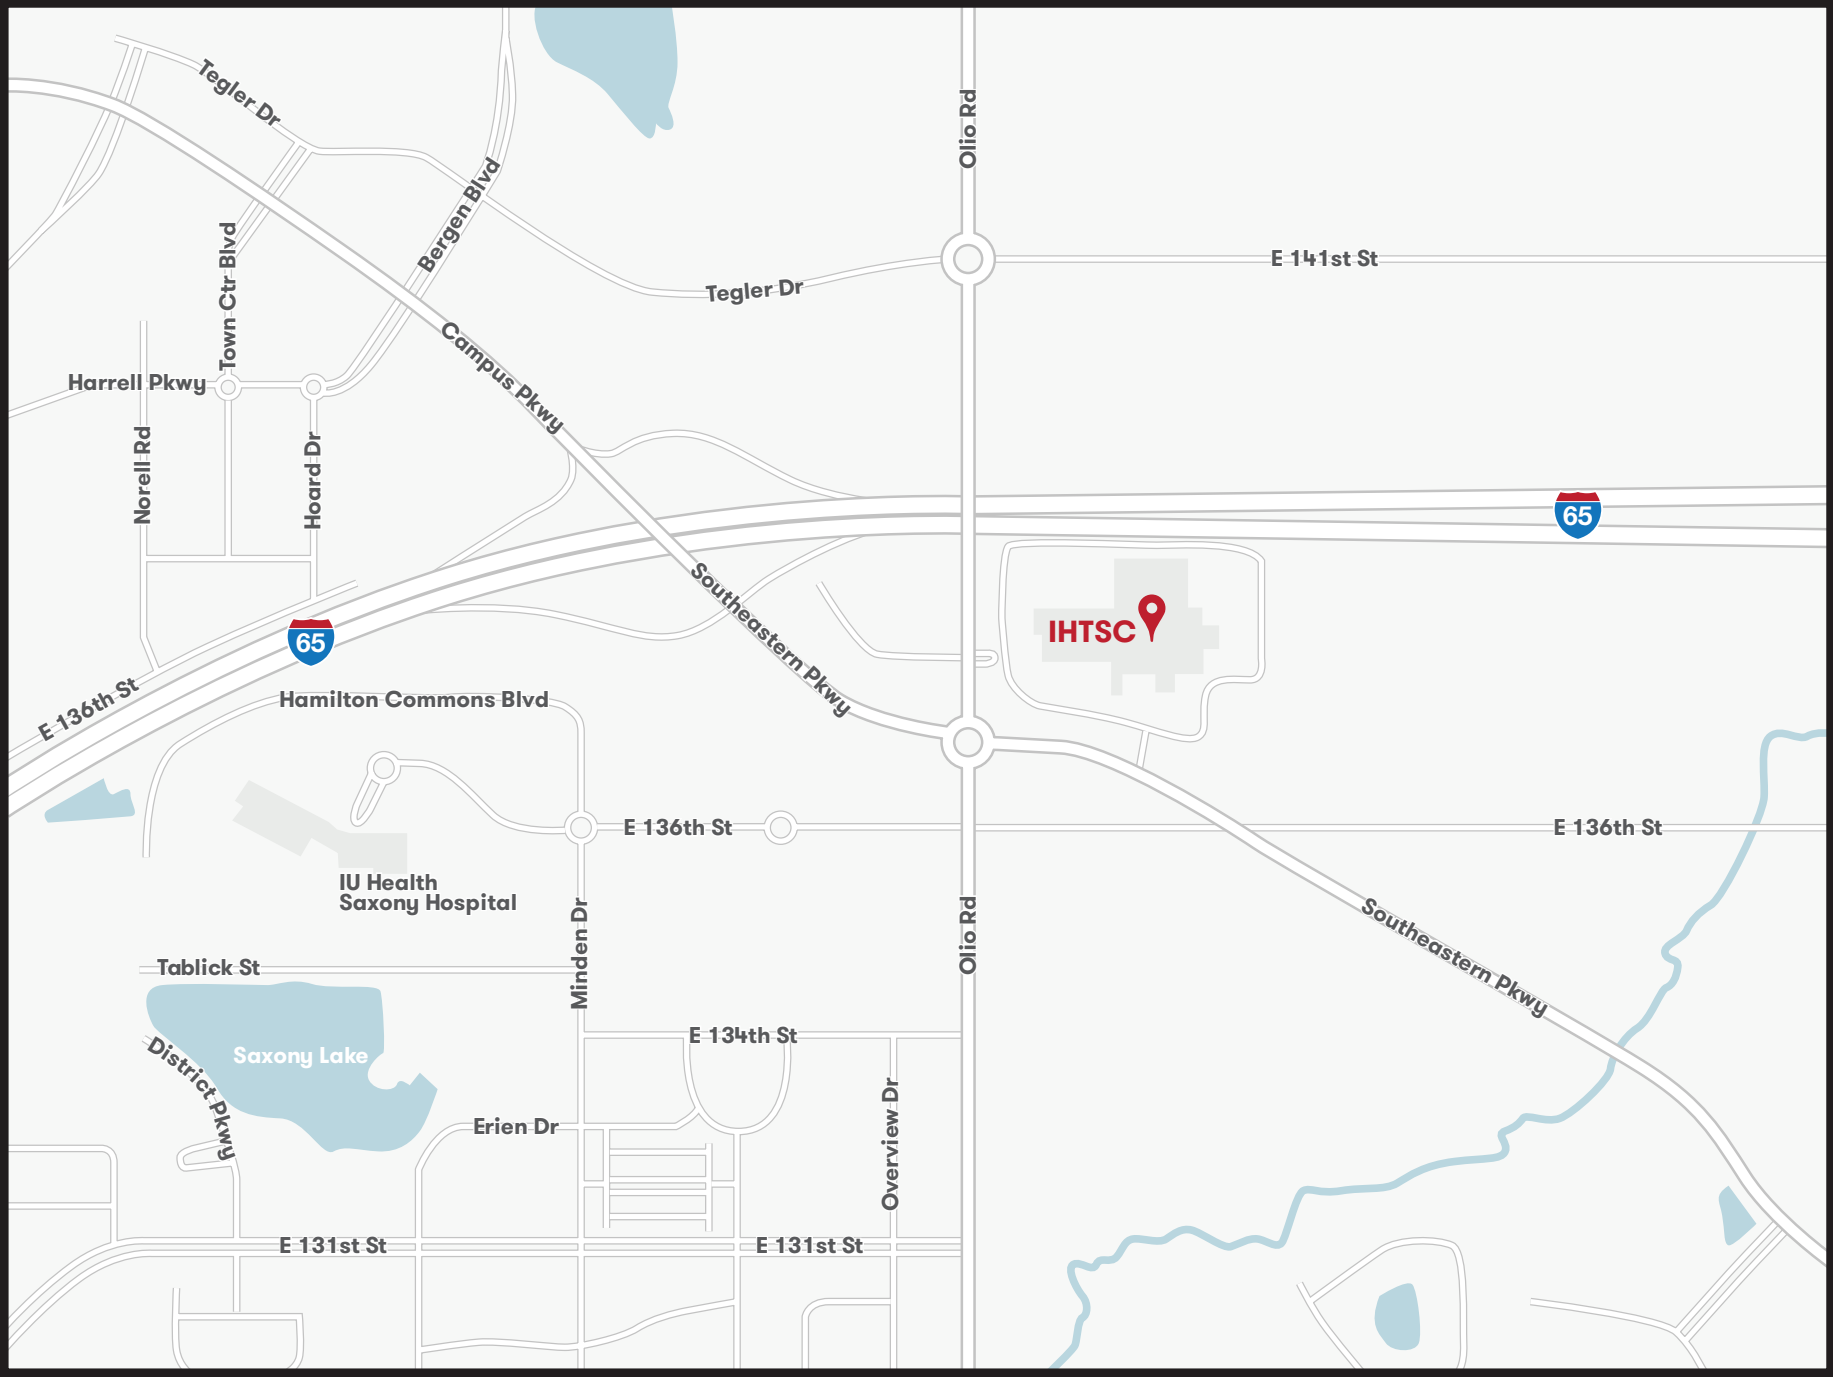 Tegler Dr
Olio Rd
Bergen Blvd
Town Ctr Blvd
E 141st St
Tegler Dr
Campus Pkwy
Harrell Pkwy
Norell Rd
Hoard Dr
65
Southeastern Pkwy
IHTSC
65
E 136th St
Hamilton Commons Blvd
E 136th St
E 136th St
IU Health
Saxony Hospital
Minden Dr
Olio Rd
Southeastern Pkwy
Tablick St
E 134th St
Saxony Lake
District Pkwy
Erien Dr
Overview Dr
E 131st St
E 131st St